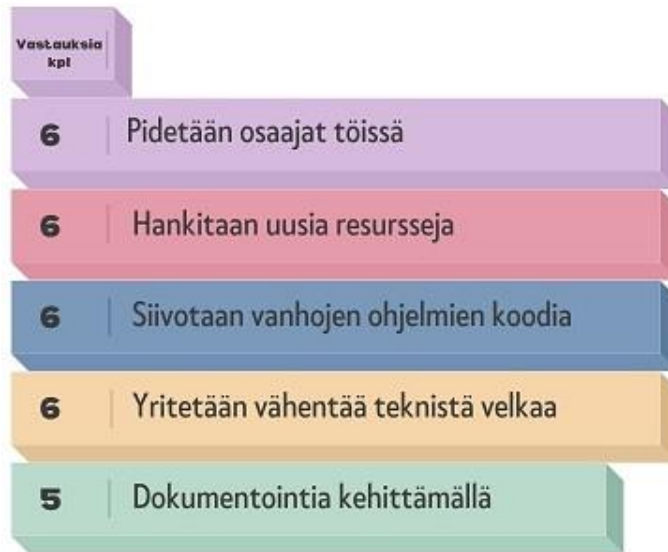 Vastauksia
kpl
6 Pidetään osaajat töissä
6 Hankitaan uusia resursseja
6 Siivotaan vanhojen ohjelmien koodia
6 Yritetään vähentää teknistä velkaa
5 Dokumentointia kehittämällä